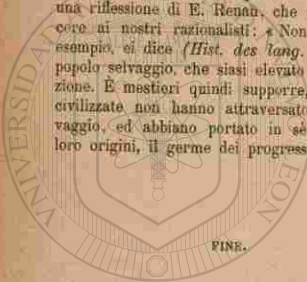 una riflessione di E. Renan, che
cere ai nostri razionalisti: « Non
esempio, ei dice (Hist. des lang.
popolo selvaggio, che siasi elevato
zione. È mestieri quindi supporre,
civilizzate non hanno attraversato
vaggio, ed abbiano portato in sè
loro origini, il germe dei progress
FINE.